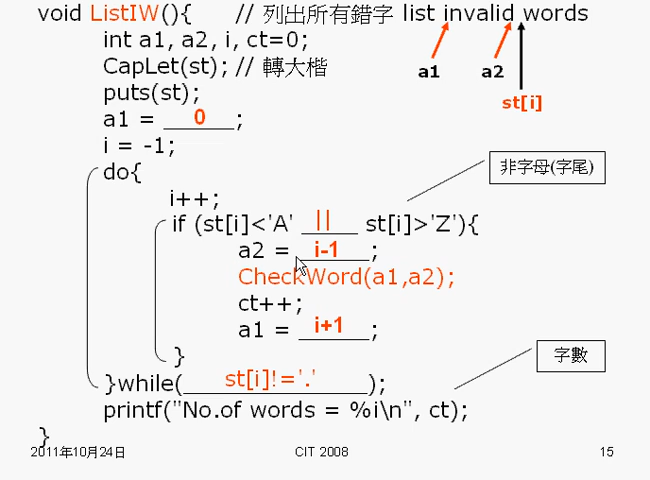 void ListIW(){ // 列出所有錯字 list invalid words
int a1, a2, i, ct=0;
CapLet(st); // 轉大楷
a1 a2
puts(st);
st[i]
a1 = 0;
i = -1;
do{
非字母(字尾)
i++;
if (st[i]<'A' || st[i]>'Z'){
a2 = i-1;
CheckWord(a1,a2);
ct++;
a1 = i+1;
}
字數
}while(st[i]!='.');
printf("No.of words = %i\n", ct);
}
2011年10月24日 CIT 2008 15